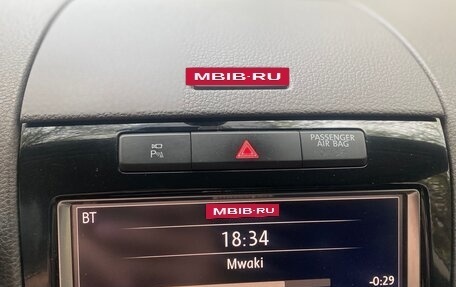 MBIB-RU
P
PASSENGER
AIR BAG
BT
MBIB-RU
18:34
Mwaki
-0:29